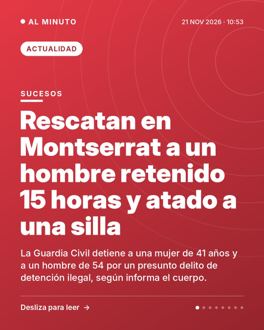 AL MINUTO
21 NOV 2026 · 10:53
ACTUALIDAD
SUCESOS
Rescatan en
Montserrat a un
hombre retenido
15 horas y atado a
una silla
La Guardia Civil detiene a una mujer de 41 años y
a un hombre de 54 por un presunto delito de
detención ilegal, según informa el cuerpo.
Desliza para leer →